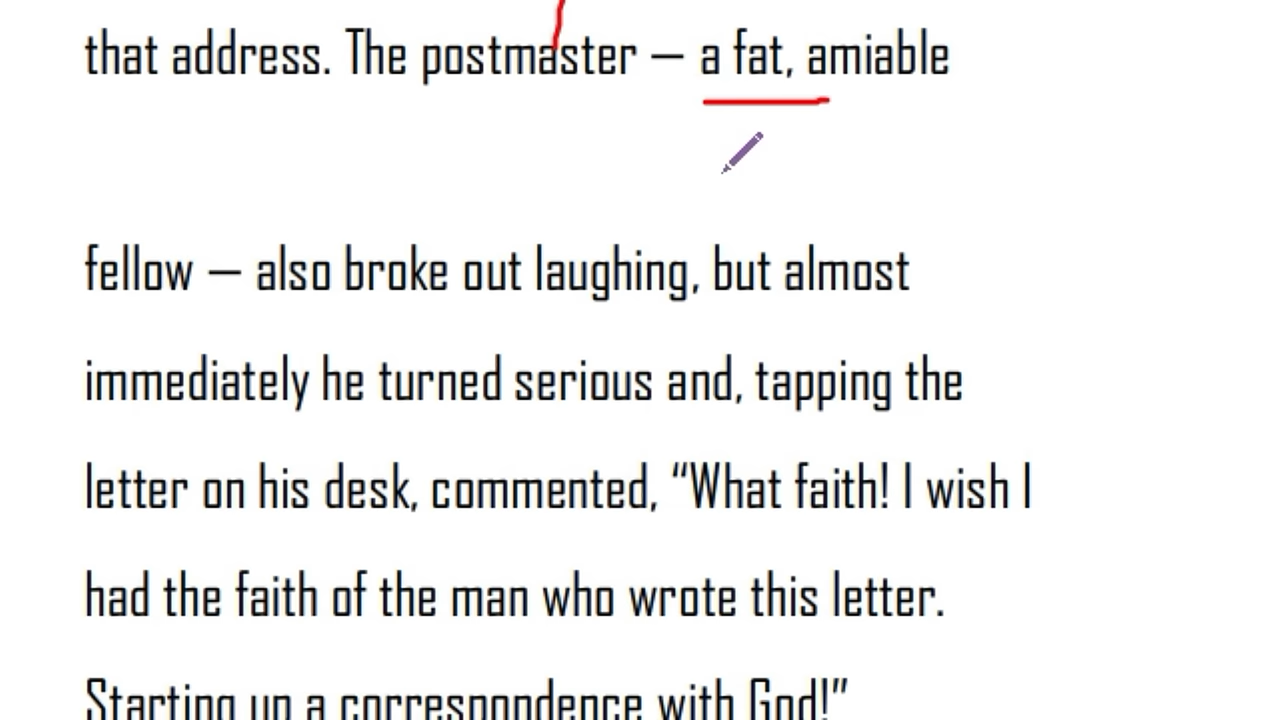 that address. The postmaster — a fat, amiable
fellow — also broke out laughing, but almost
immediately he turned serious and, tapping the
letter on his desk, commented, “What faith! I wish I
had the faith of the man who wrote this letter.
Starting up a correspondence with God!”